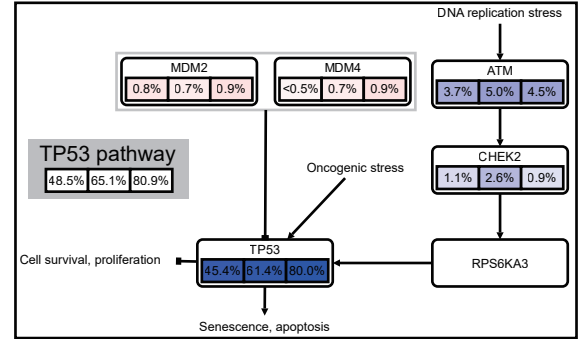 DNA replication stress
MDM2
MDM4
ATM
0.8% 0.7% 0.9%
<0.5% 0.7% 0.9%
3.7% 5.0% 4.5%
TP53 pathway
48.5% 65.1% 80.9%
Oncogenic stress
CHEK2
1.1% 2.6% 0.9%
TP53
45.4% 61.4% 80.0%
Cell survival, proliferation
RPS6KA3
Senescence, apoptosis